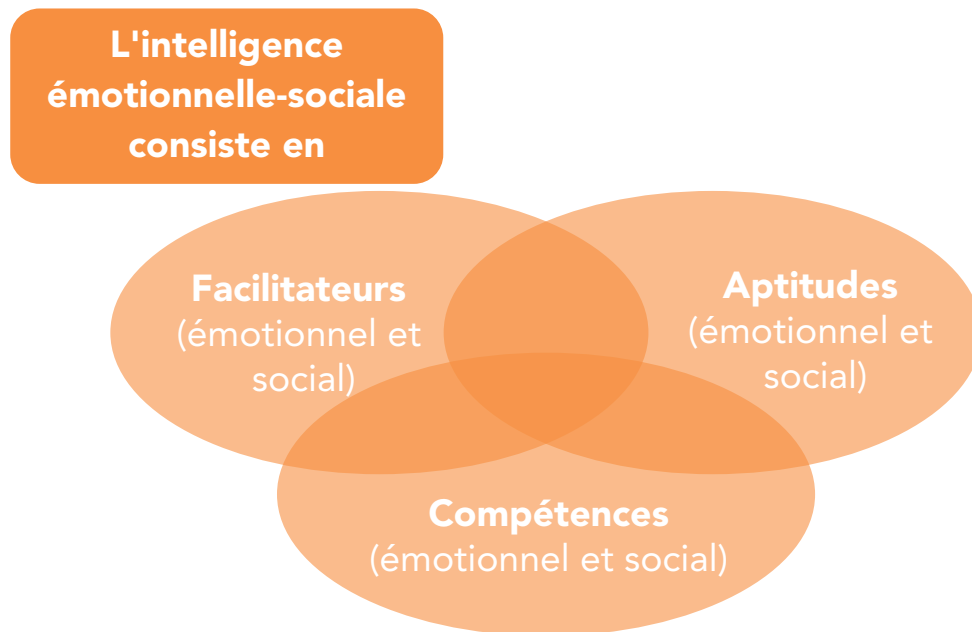 L'intelligence
émotionnelle-sociale
consiste en
Facilitateurs
(émotionnel et
social)
Aptitudes
(émotionnel et
social)
Compétences
(émotionnel et social)